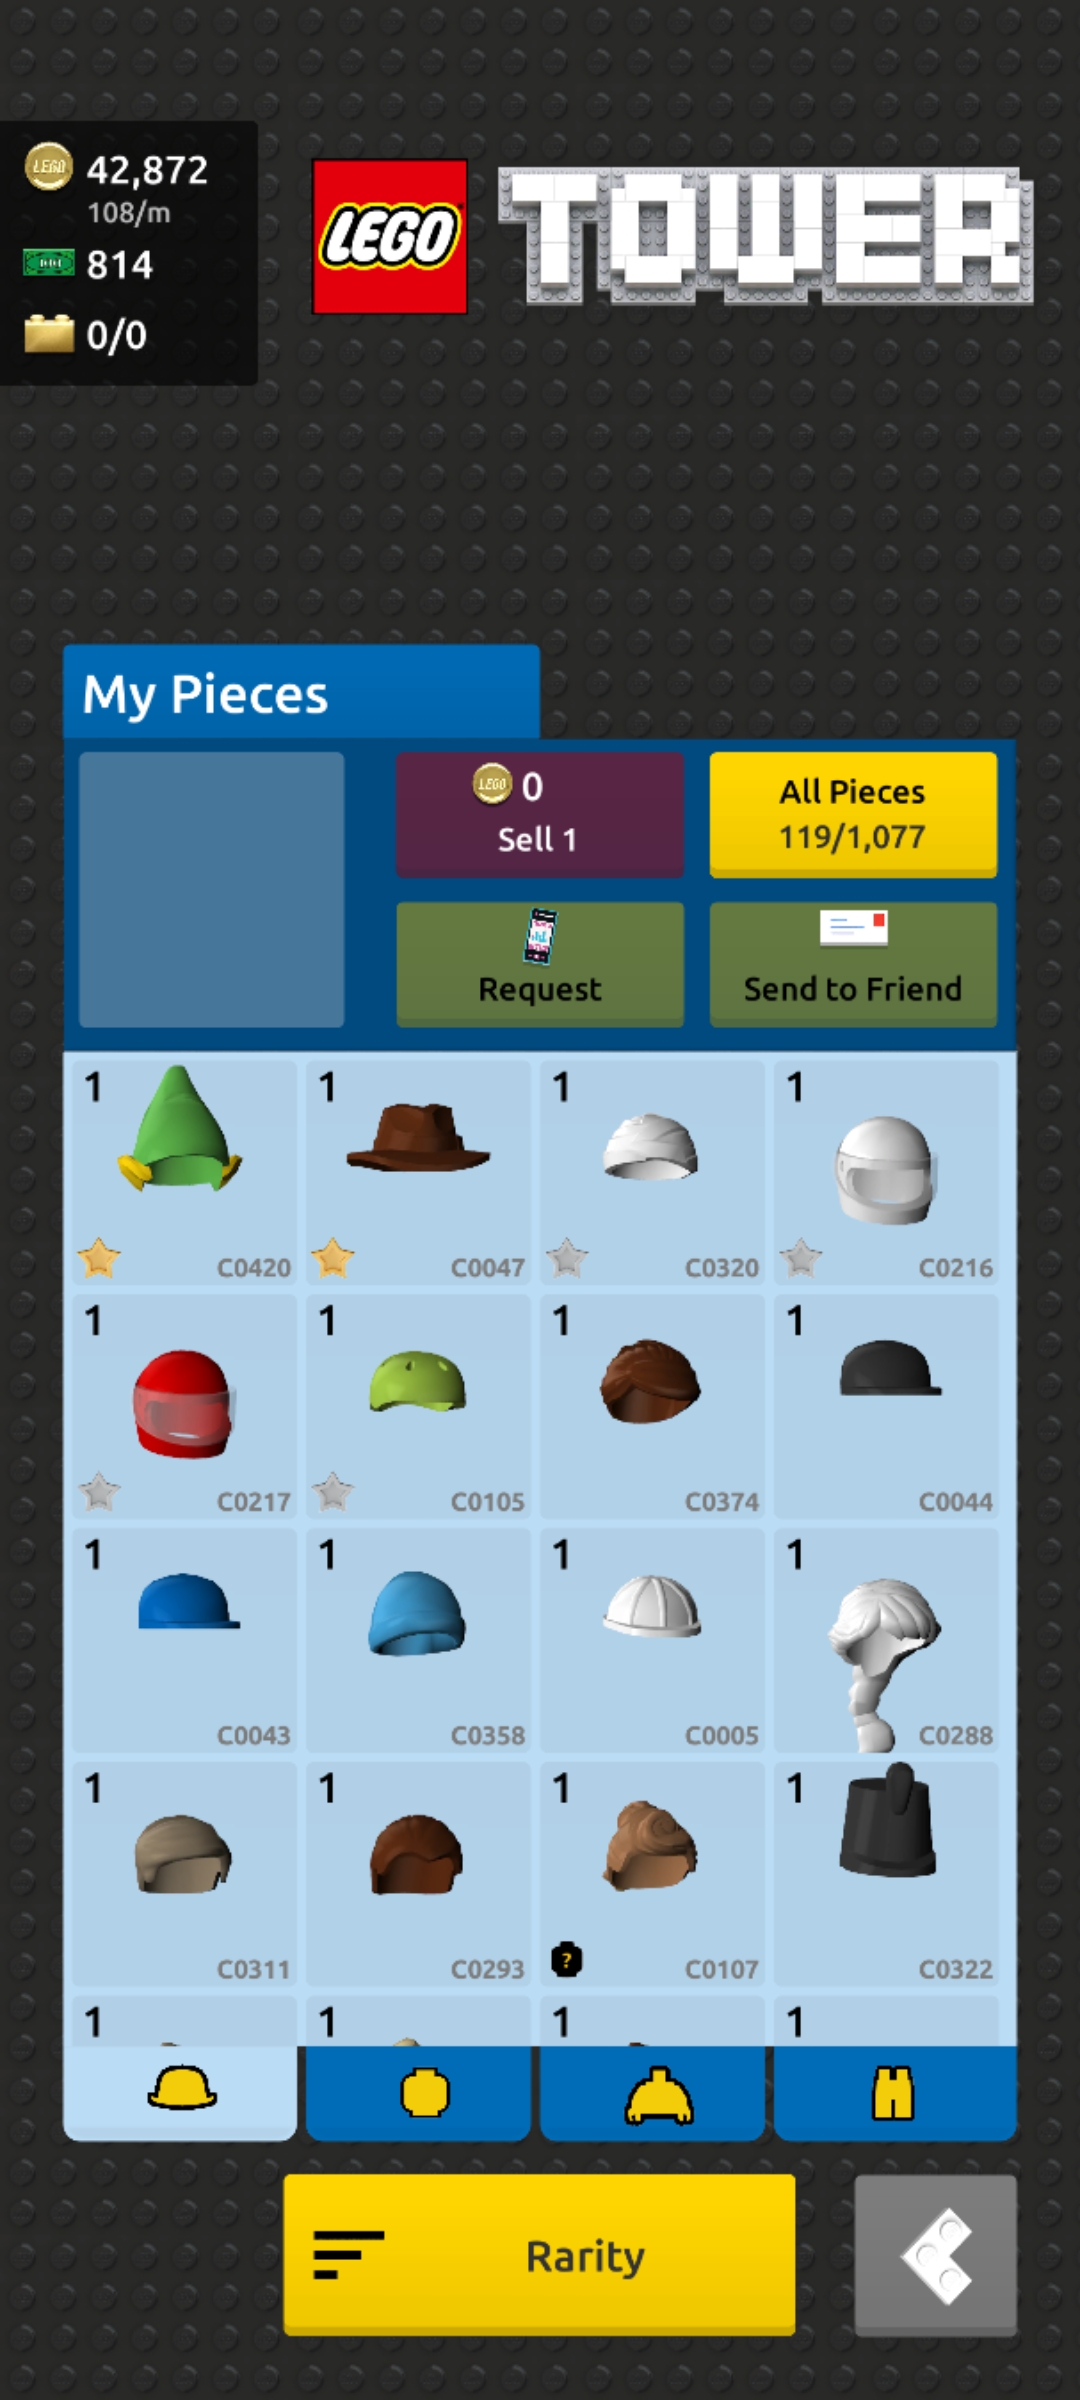 LEGO 42,872
108/m
814
0/0
LEGO
TOWER
My Pieces
LEGO 0
Sell 1
All Pieces
119/1,077
Request
Send to Friend
1 1 1 1
C0420 C0047 C0320 C0216
1 1 1 1
C0217 C0105 C0374 C0044
1 1 1 1
C0043 C0358 C0005 C0288
1 1 1 1
? 
C0311 C0293 C0107 C0322
1 1 1 1
Rarity